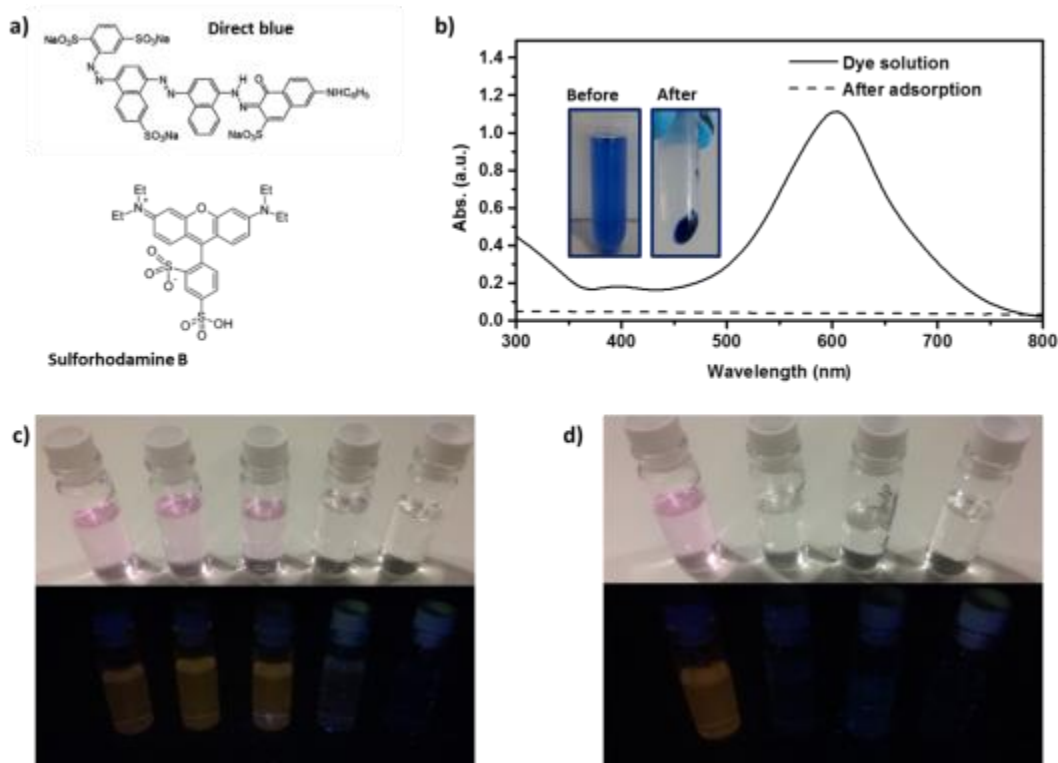 a)
Direct blue
NaO₃S
SO₃Na
N
N
N
N
H
N
N
O
NHC₆H₅
SO₃Na
NaO₃S
Et
Et
N⁺
O
N
Et
Et
O
O
S
O⁻
S
O
O
OH
Sulforhodamine B
b)
Dye solution
After adsorption
Before
After
Abs. (a.u.)
1.4
1.2
1.0
0.8
0.6
0.4
0.2
0.0
300
400
500
600
700
800
Wavelength (nm)
c)
d)